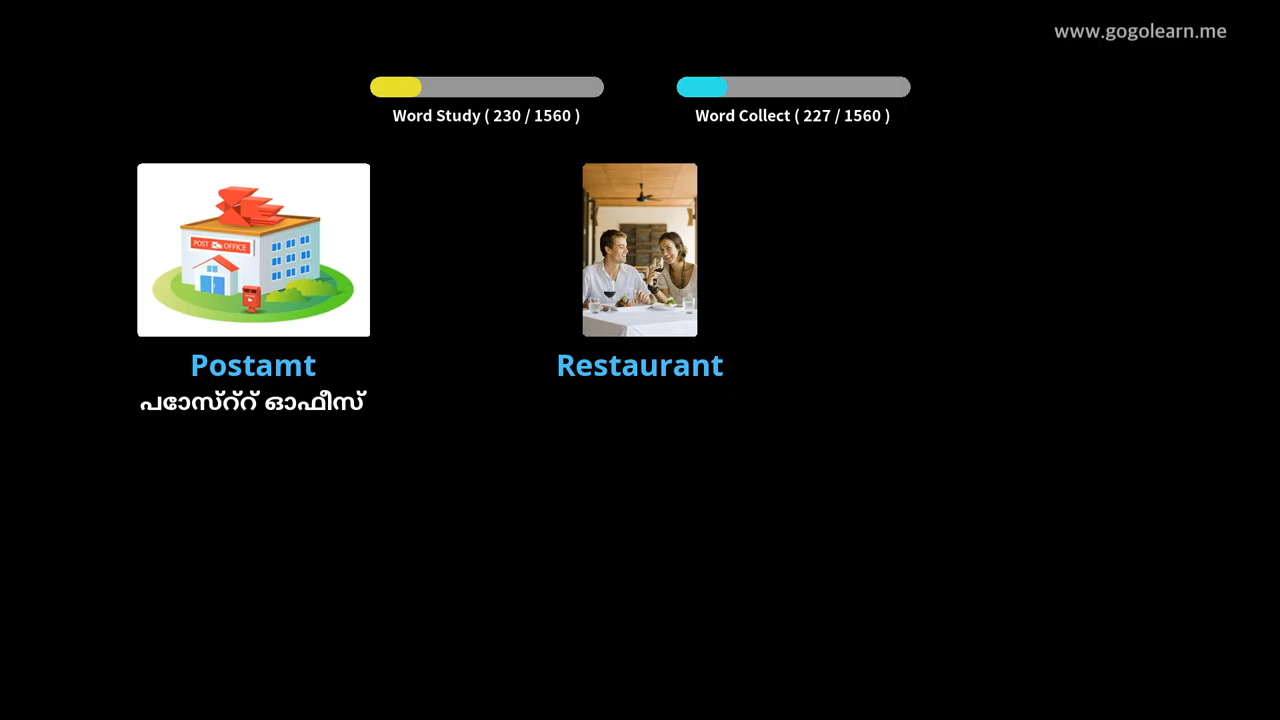 www.gogolearn.me
Word Study ( 230 / 1560 )
Word Collect ( 227 / 1560 )
POST OFFICE
Postamt
Restaurant
പോസ്റ്റ് ഓഫീസ്